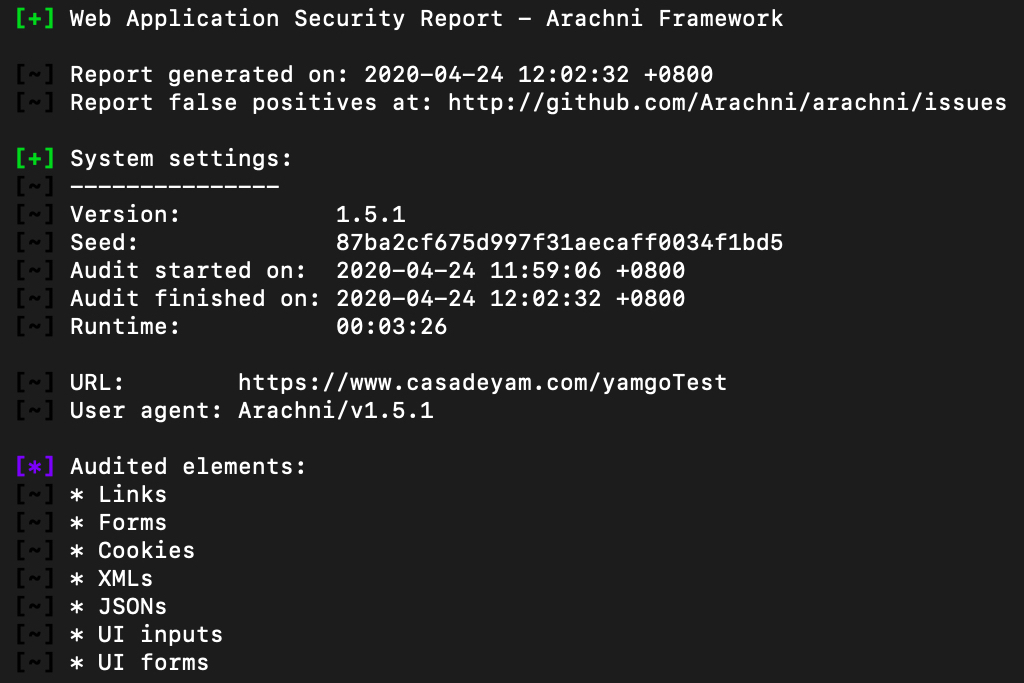 [+] Web Application Security Report - Arachni Framework
[~] Report generated on: 2020-04-24 12:02:32 +0800
[~] Report false positives at: http://github.com/Arachni/arachni/issues
[+] System settings:
[~] ---------------
[~] Version: 1.5.1
[~] Seed: 87ba2cf675d997f31aecaff0034f1bd5
[~] Audit started on: 2020-04-24 11:59:06 +0800
[~] Audit finished on: 2020-04-24 12:02:32 +0800
[~] Runtime: 00:03:26
[~] URL: https://www.casadeyam.com/yamgoTest
[~] User agent: Arachni/v1.5.1
[*] Audited elements:
[~] * Links
[~] * Forms
[~] * Cookies
[~] * XMLs
[~] * JSONs
[~] * UI inputs
[~] * UI forms